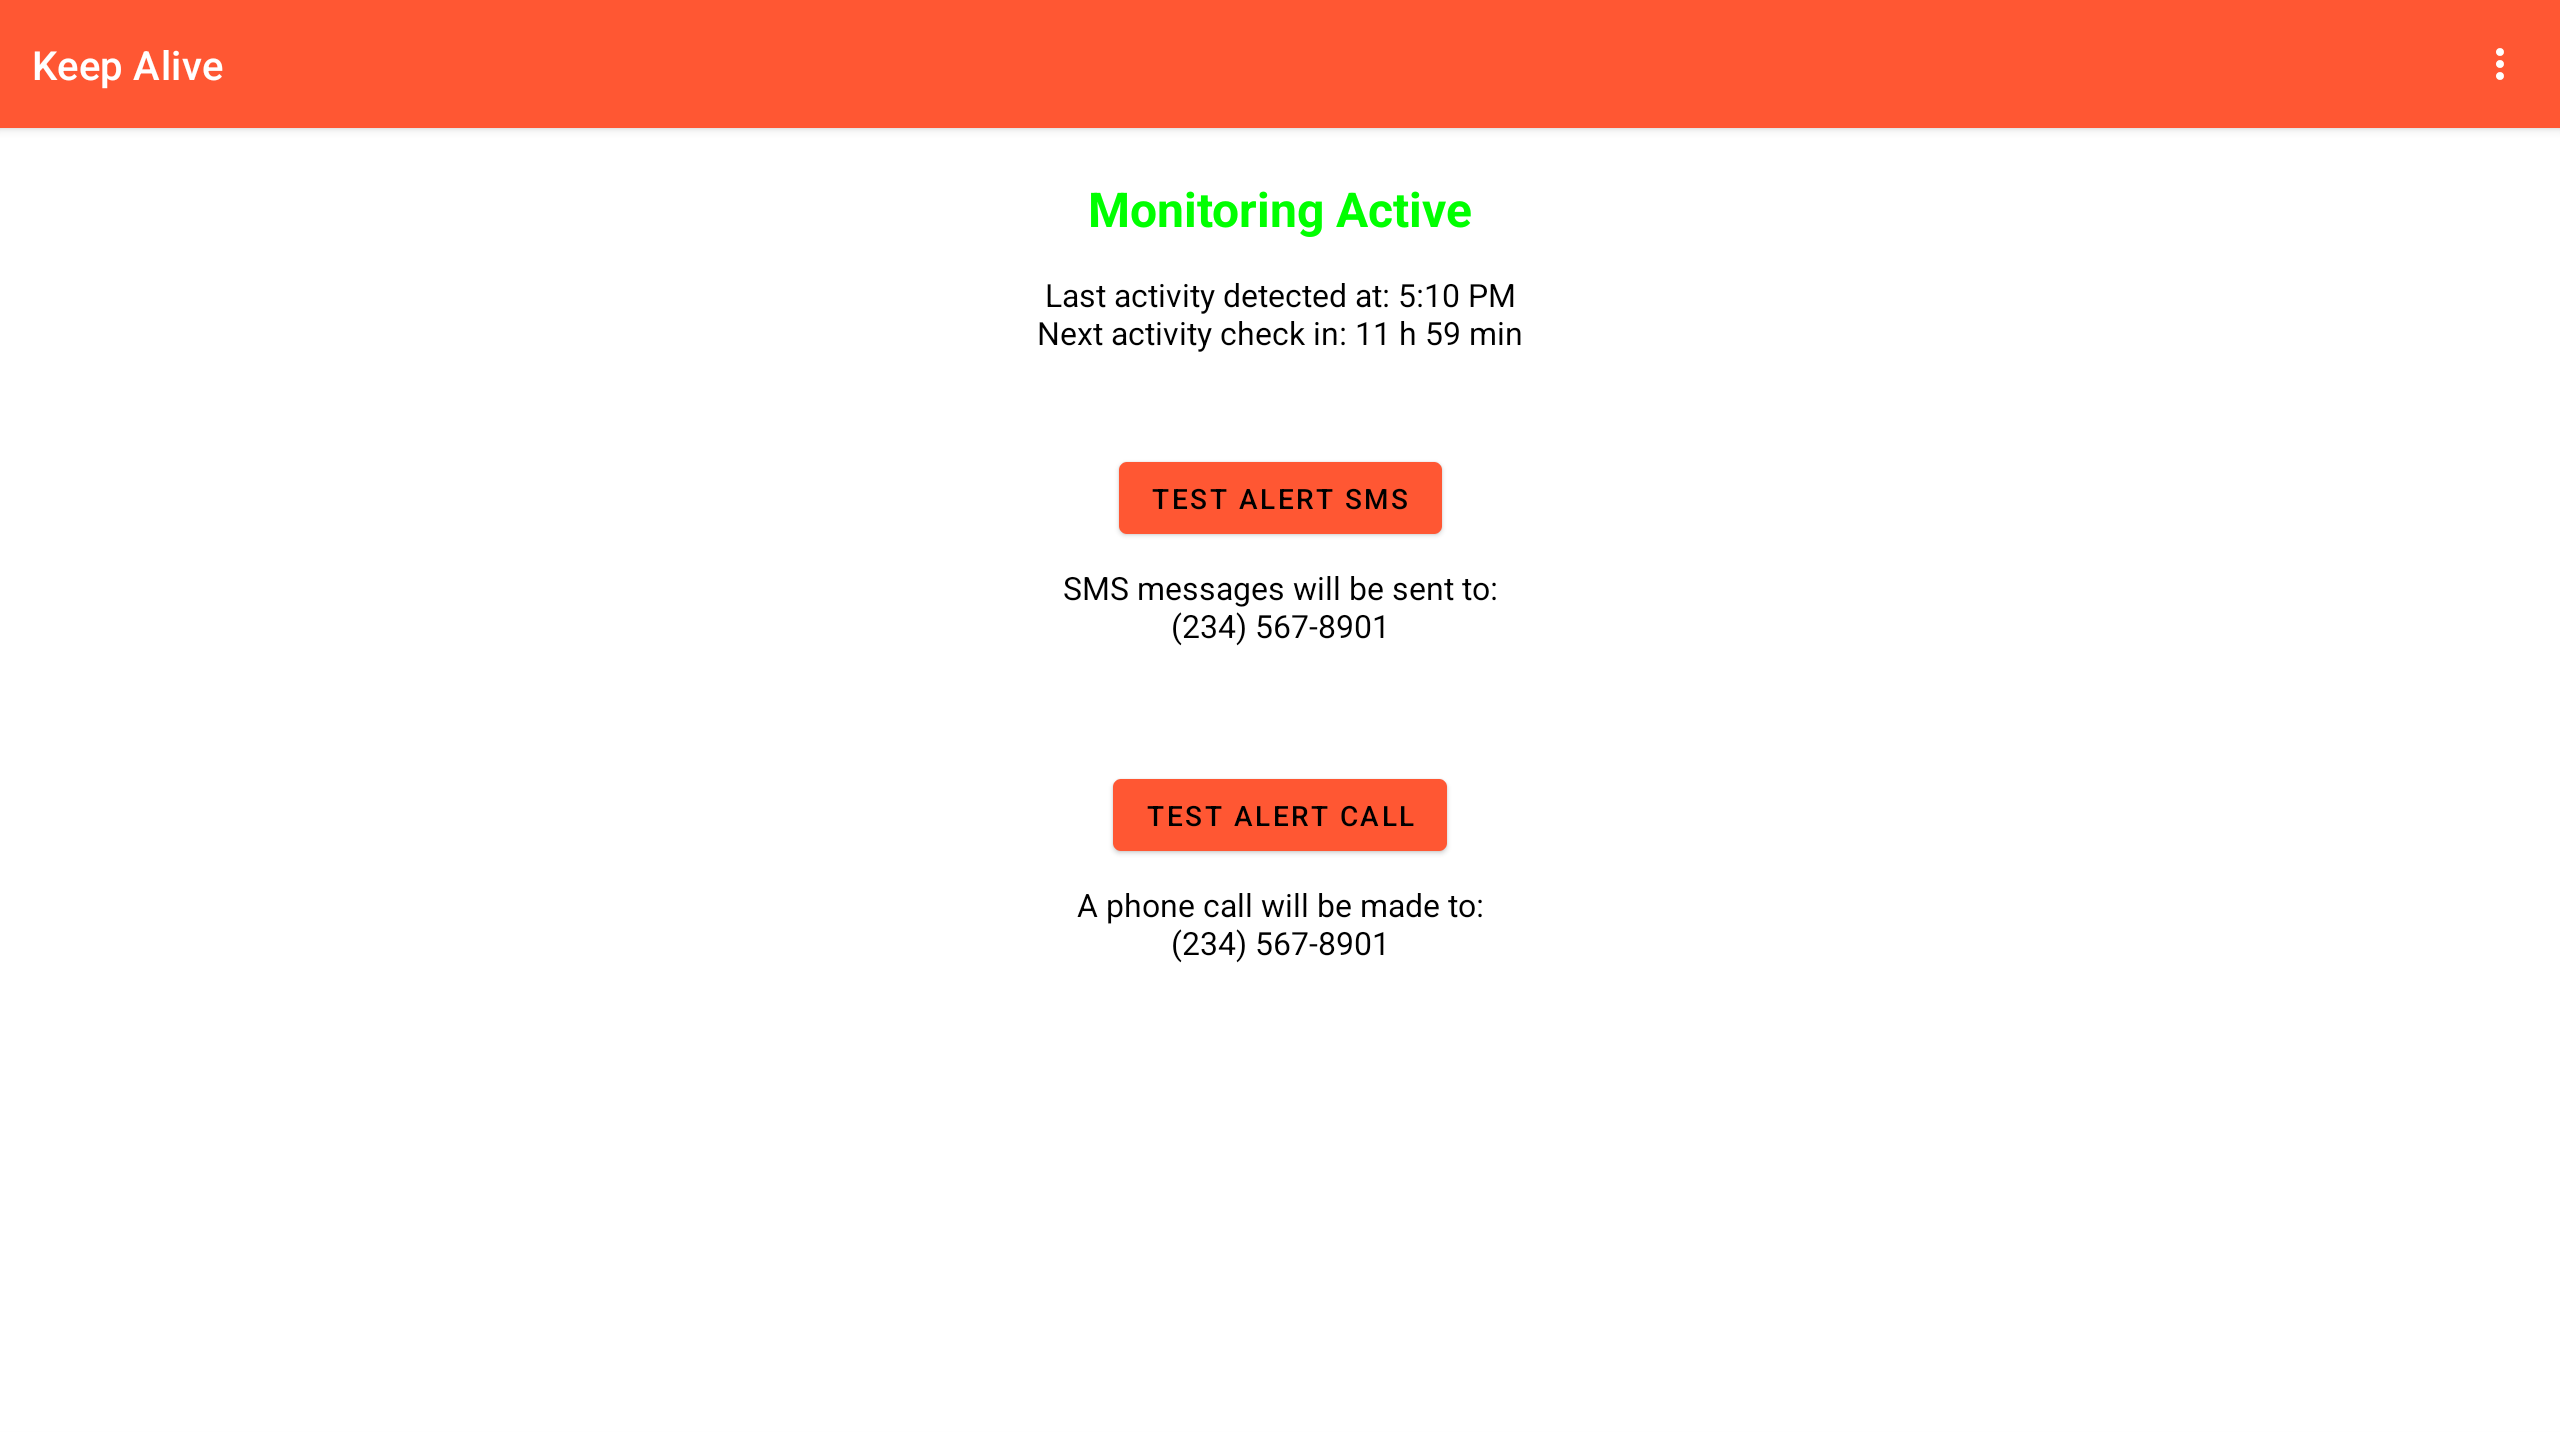 Keep Alive
Monitoring Active
Last activity detected at: 5:10 PM
Next activity check in: 11 h 59 min
TEST ALERT SMS
SMS messages will be sent to:
(234) 567-8901
TEST ALERT CALL
A phone call will be made to:
(234) 567-8901